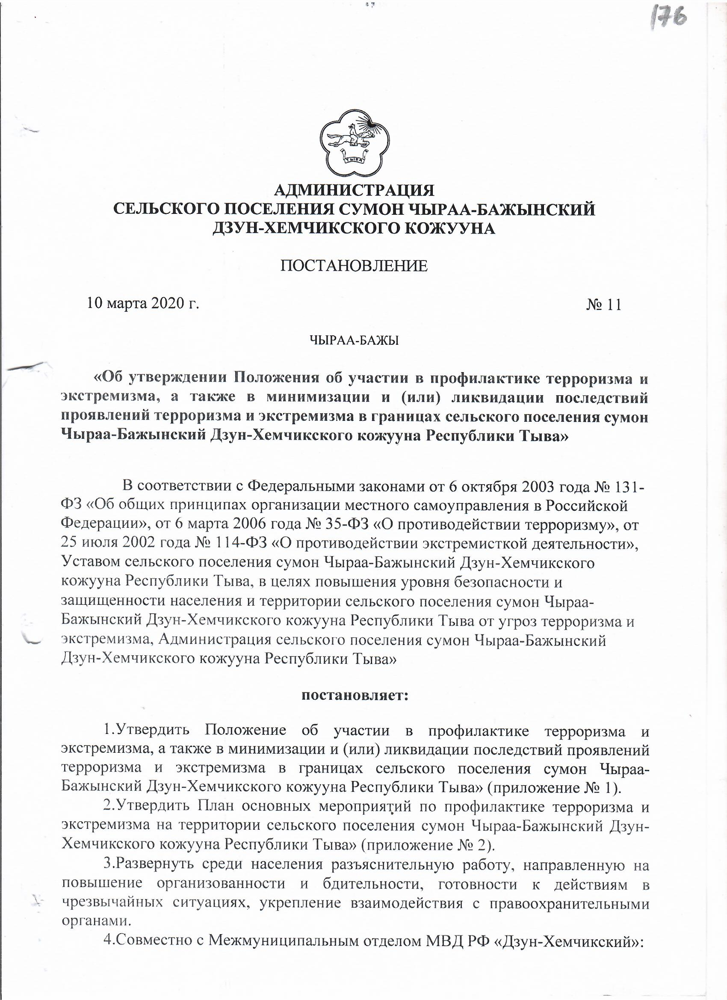 176
ТЫВА
АДМИНИСТРАЦИЯ
СЕЛЬСКОГО ПОСЕЛЕНИЯ СУМОН ЧЫРАА-БАЖЫНСКИЙ
ДЗУН-ХЕМЧИКСКОГО КОЖУУНА
ПОСТАНОВЛЕНИЕ
10 марта 2020 г. № 11
ЧЫРАА-БАЖЫ
«Об утверждении Положения об участии в профилактике терроризма и
экстремизма, а также в минимизации и (или) ликвидации последствий
проявлений терроризма и экстремизма в границах сельского поселения сумон
Чыраа-Бажынский Дзун-Хемчикского кожууна Республики Тыва»
В соответствии с Федеральными законами от 6 октября 2003 года № 131-
ФЗ «Об общих принципах организации местного самоуправления в Российской
Федерации», от 6 марта 2006 года № 35-ФЗ «О противодействии терроризму», от
25 июля 2002 года № 114-ФЗ «О противодействии экстремисткой деятельности»,
Уставом сельского поселения сумон Чыраа-Бажынский Дзун-Хемчикского
кожууна Республики Тыва, в целях повышения уровня безопасности и
защищенности населения и территории сельского поселения сумон Чыраа-
Бажынский Дзун-Хемчикского кожууна Республики Тыва от угроз терроризма и
экстремизма, Администрация сельского поселения сумон Чыраа-Бажынский
Дзун-Хемчикского кожууна Республики Тыва»
постановляет:
1.Утвердить Положение об участии в профилактике терроризма и
экстремизма, а также в минимизации и (или) ликвидации последствий проявлений
терроризма и экстремизма в границах сельского поселения сумон Чыраа-
Бажынский Дзун-Хемчикского кожууна Республики Тыва» (приложение № 1).
2.Утвердить План основных мероприятий по профилактике терроризма и
экстремизма на территории сельского поселения сумон Чыраа-Бажынский Дзун-
Хемчикского кожууна Республики Тыва» (приложение № 2).
3.Развернуть среди населения разъяснительную работу, направленную на
повышение организованности и бдительности, готовности к действиям в
чрезвычайных ситуациях, укрепление взаимодействия с правоохранительными
органами.
4.Совместно с Межмуниципальным отделом МВД РФ «Дзун-Хемчикский»: